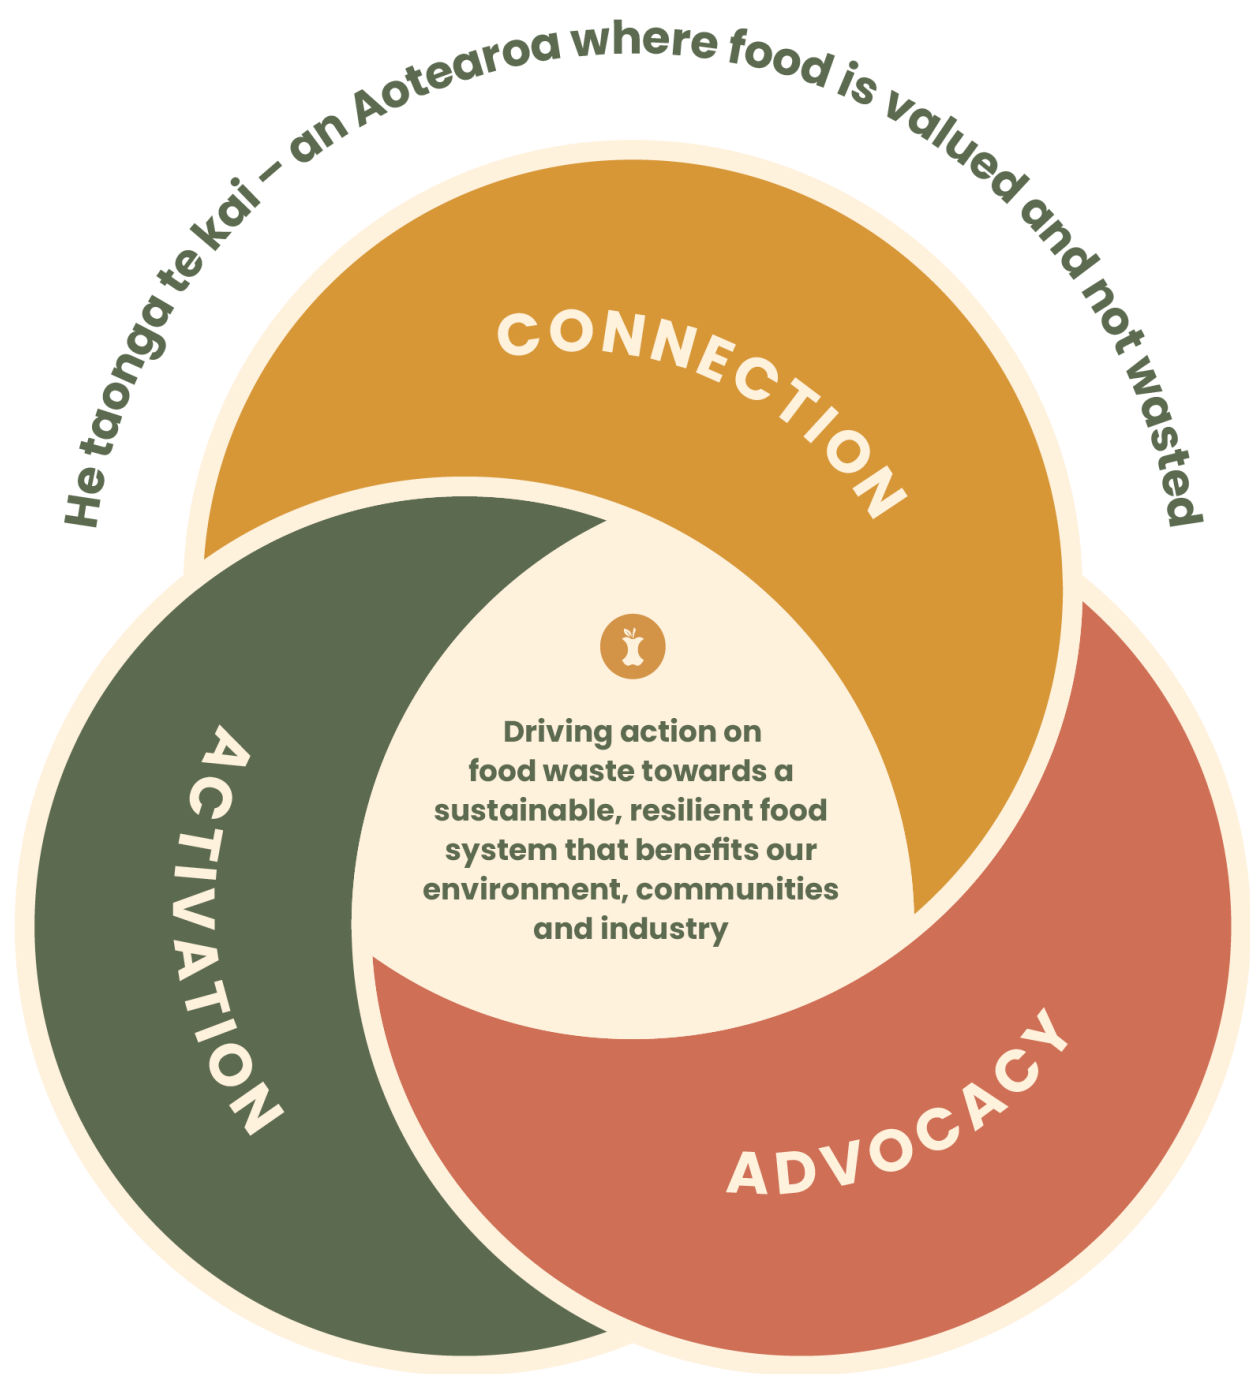 He taonga te kai – an Aotearoa where food is valued and not wasted
CONNECTION
Driving action on
food waste towards a
sustainable, resilient food
system that benefits our
environment, communities
and industry
ACTIVATION
ADVOCACY